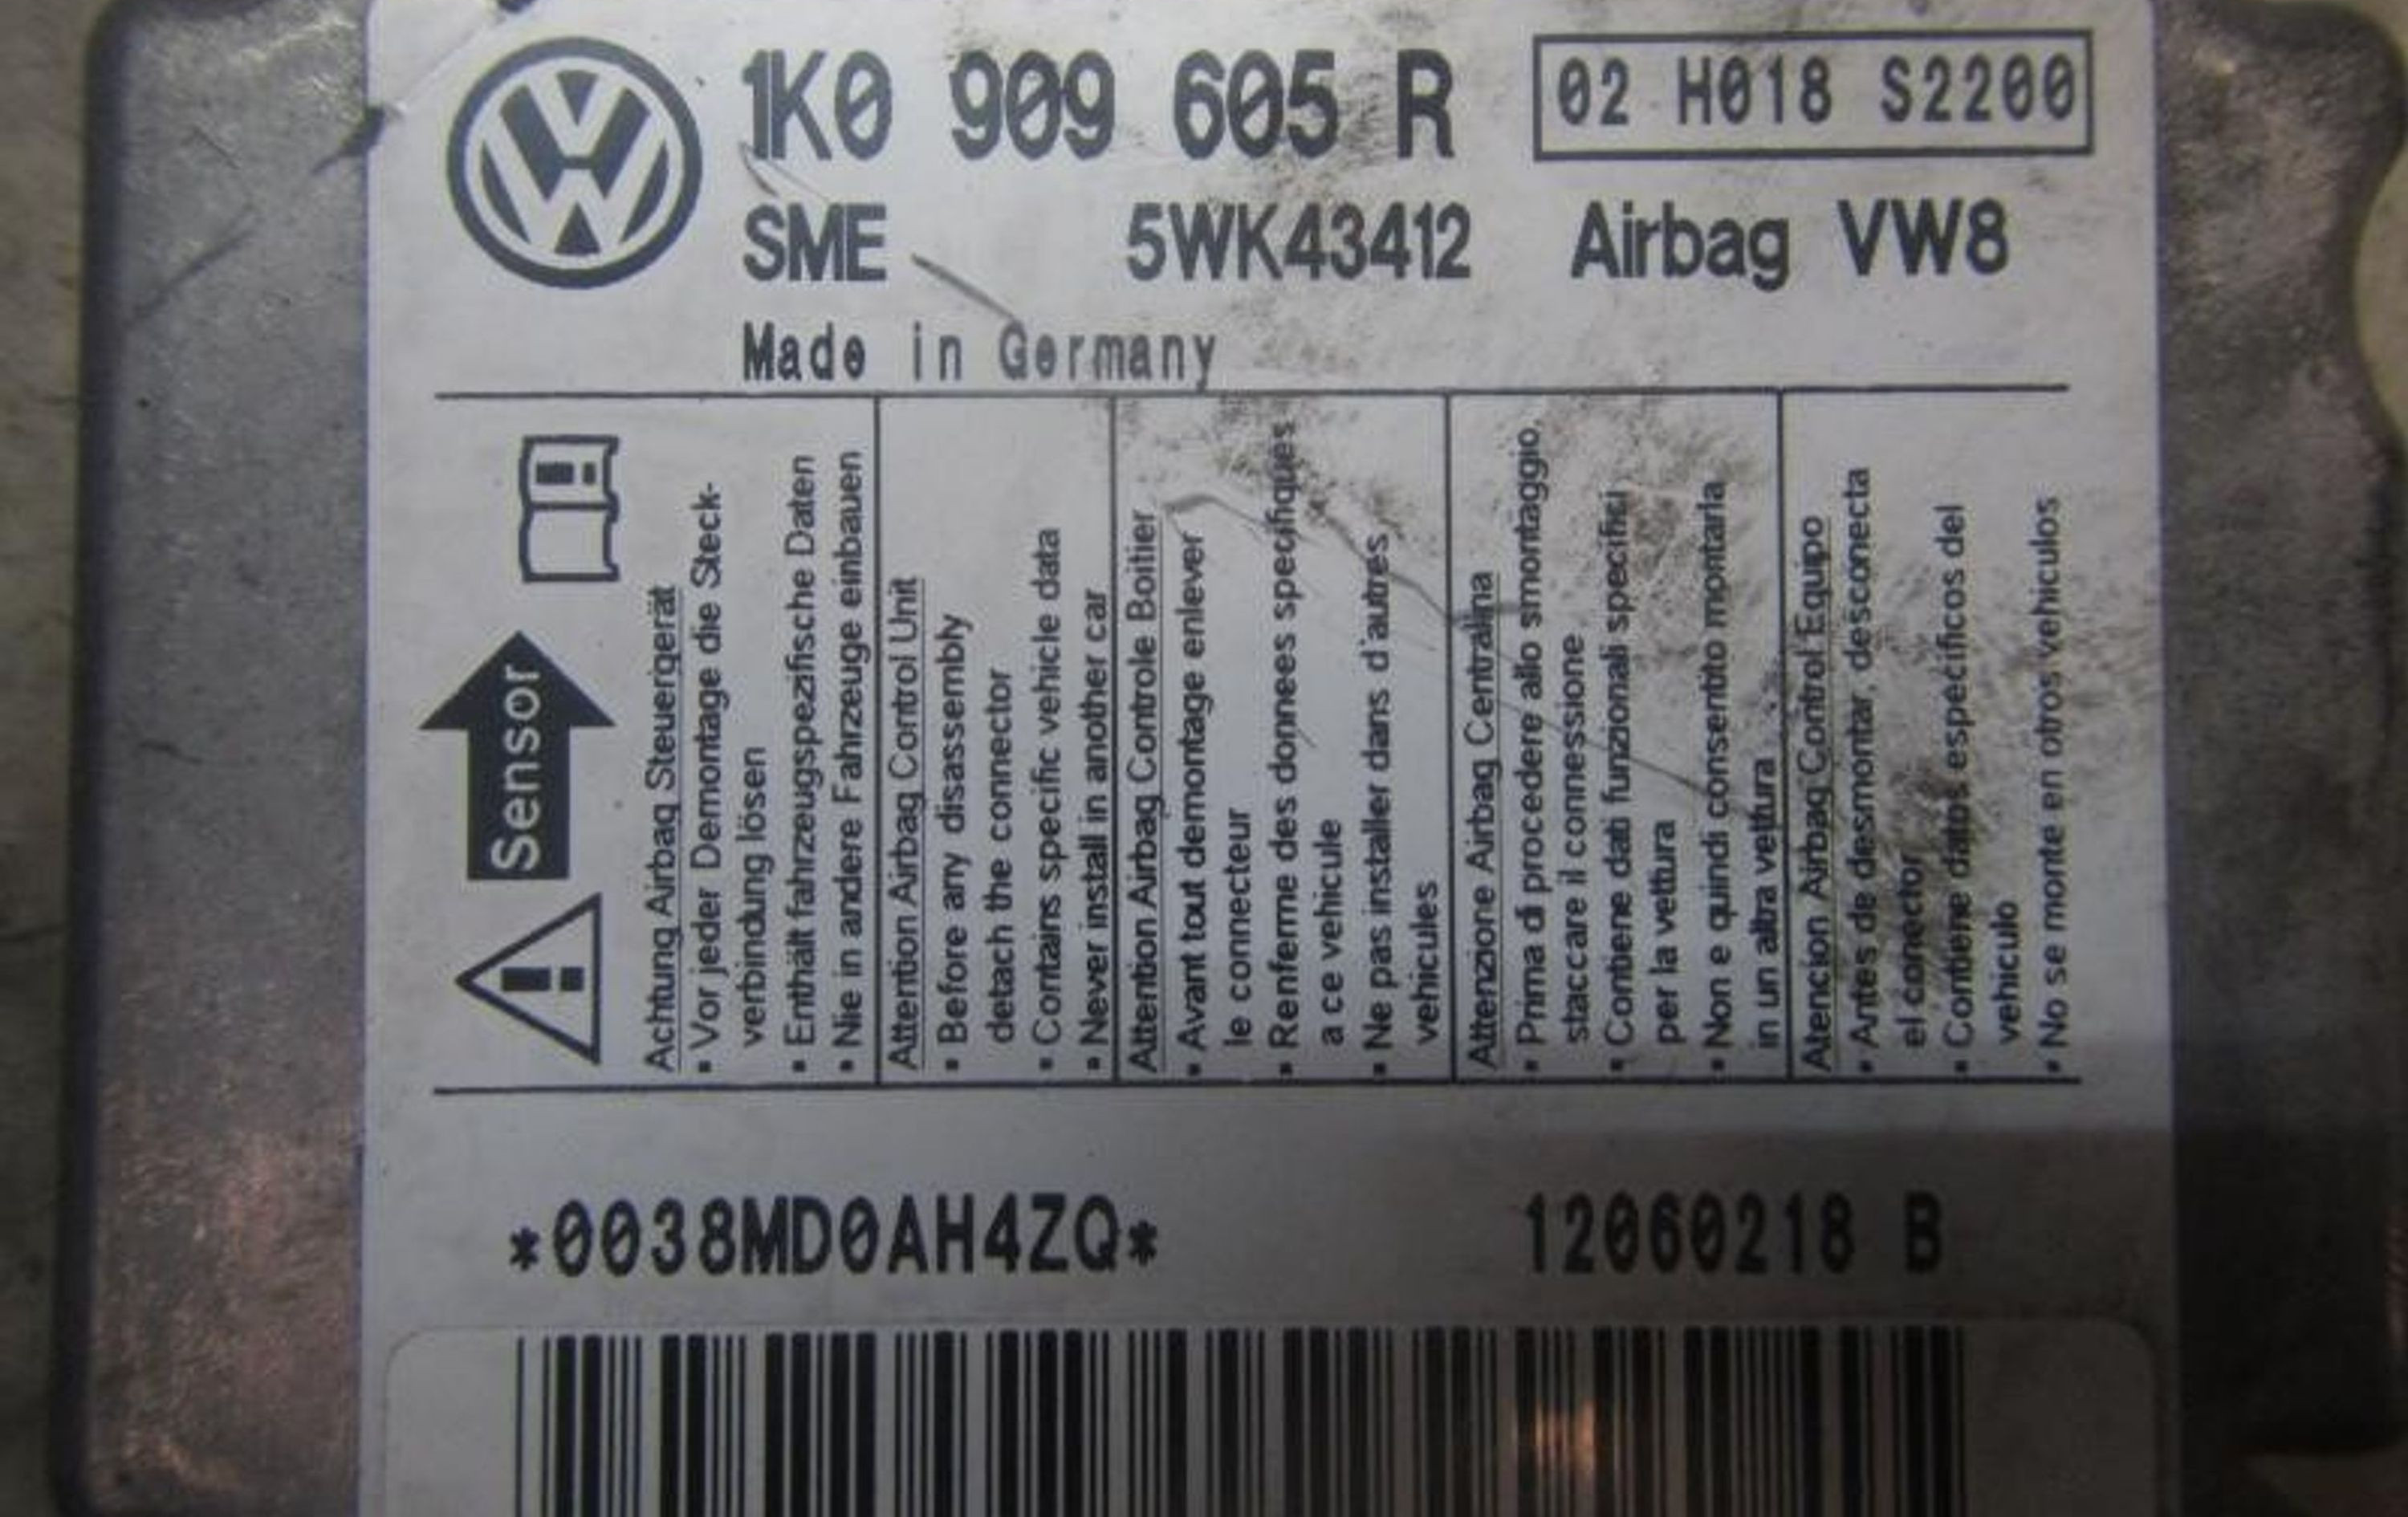 1K0 909 605 R
02 H018 S2200
SME 5WK43412 Airbag VW8
Made in Germany
Sensor
Achtung Airbag Steuergerät
• Vor jeder Demontage die Steck-
verbindung lösen
• Enthält fahrzeugspezifische Daten
• Nie in andere Fahrzeuge einbauen
Attention Airbag Control Unit
• Before any disassembly
detach the connector
• Contains specific vehicle data
• Never install in another car
Attention Airbag Controle Boitier
• Avant tout demontage enlever
le connecteur
• Renferme des donnees specifiques
a ce vehicule
• Ne pas installer dans d'autres
vehicules
Attenzione Airbag Centralina
• Prima di procedere allo smontaggio,
staccare il connessione
• Contiene dati funzionali specifici
per la vettura
• Non e quindi consentito montarla
in un altra vettura
Atencion Airbag Control Equipo
• Antes de desmontar, desconecta
el conector
• Contiene datos especificos del
vehiculo
• No se monte en otros vehiculos
*0038MD0AH4ZQ* 12060218 B